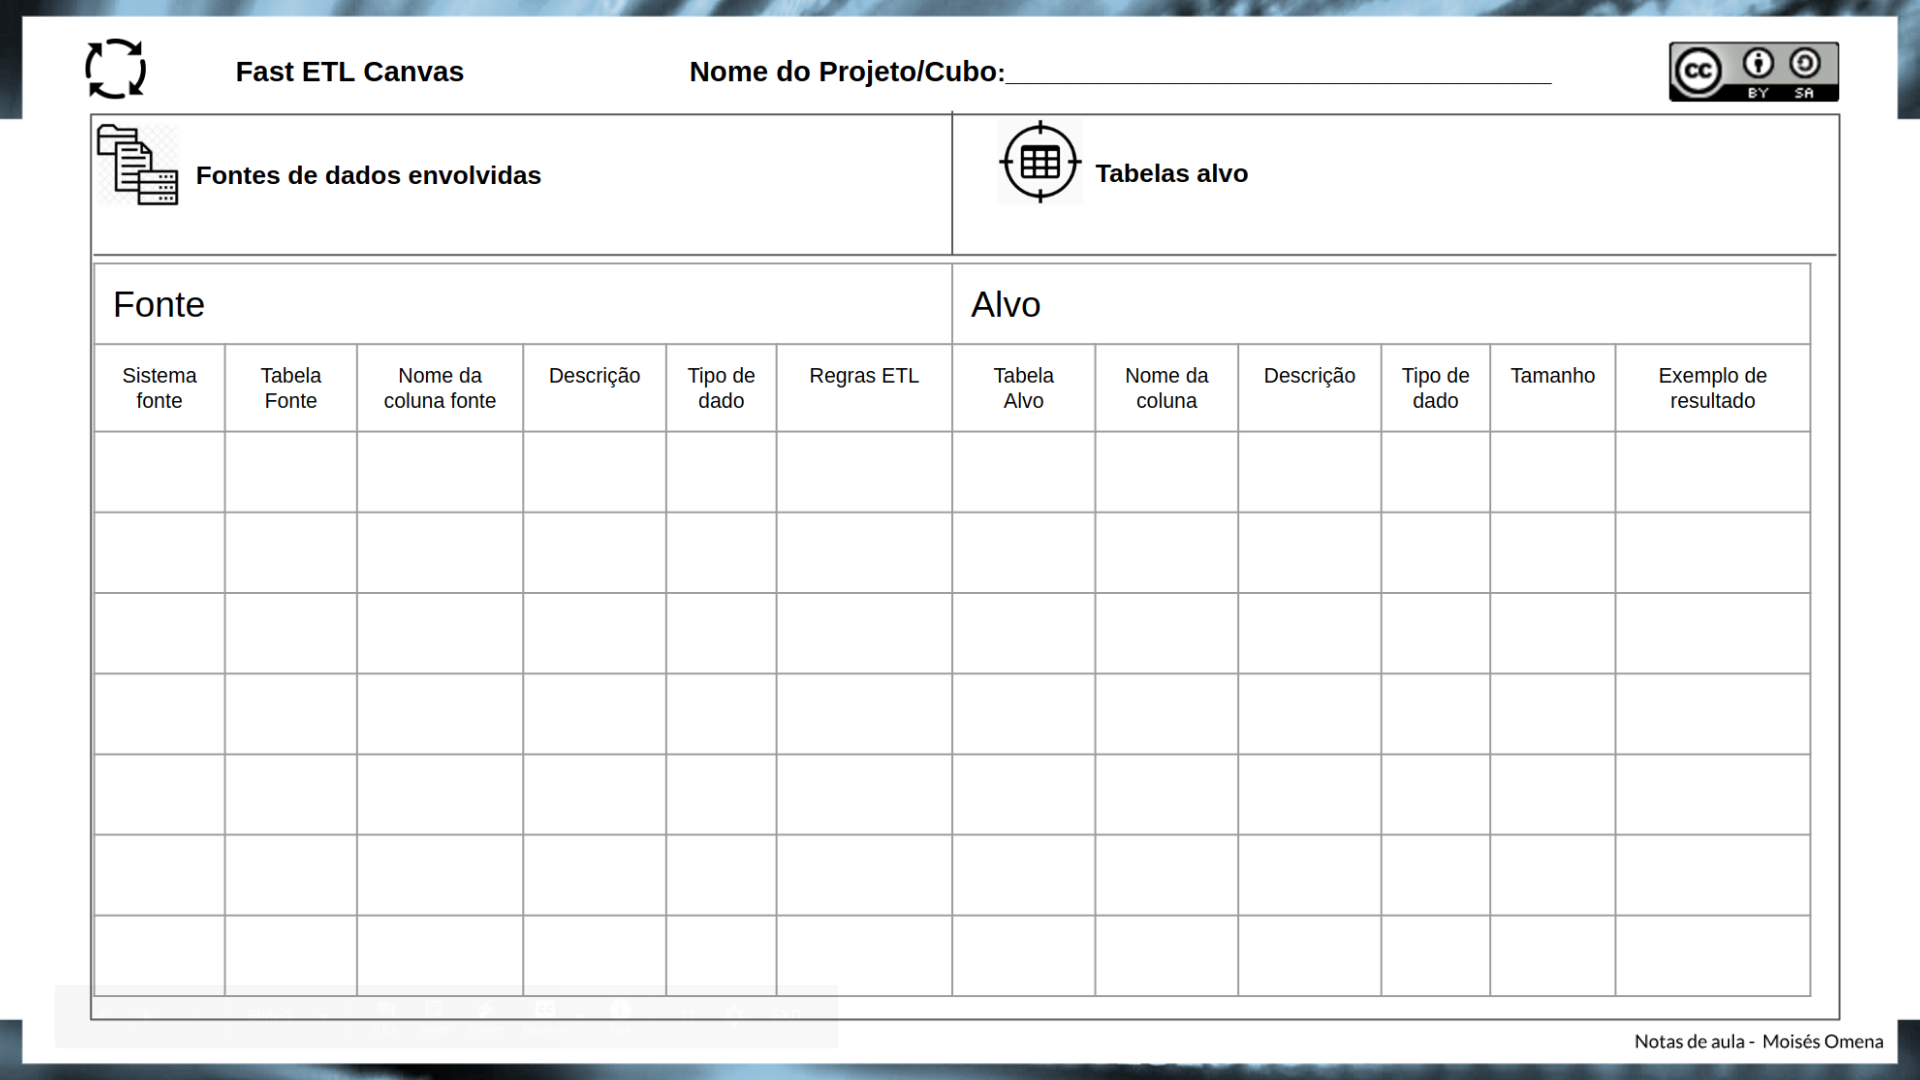 Fast ETL Canvas
Nome do Projeto/Cubo:___________________________________
cc
BY SA
Fontes de dados envolvidas
Tabelas alvo
Fonte
Alvo
Sistema
fonte
Tabela
Fonte
Nome da
coluna fonte
Descrição
Tipo de
dado
Regras ETL
Tabela
Alvo
Nome da
coluna
Descrição
Tipo de
dado
Tamanho
Exemplo de
resultado
Notas de aula - Moisés Omena